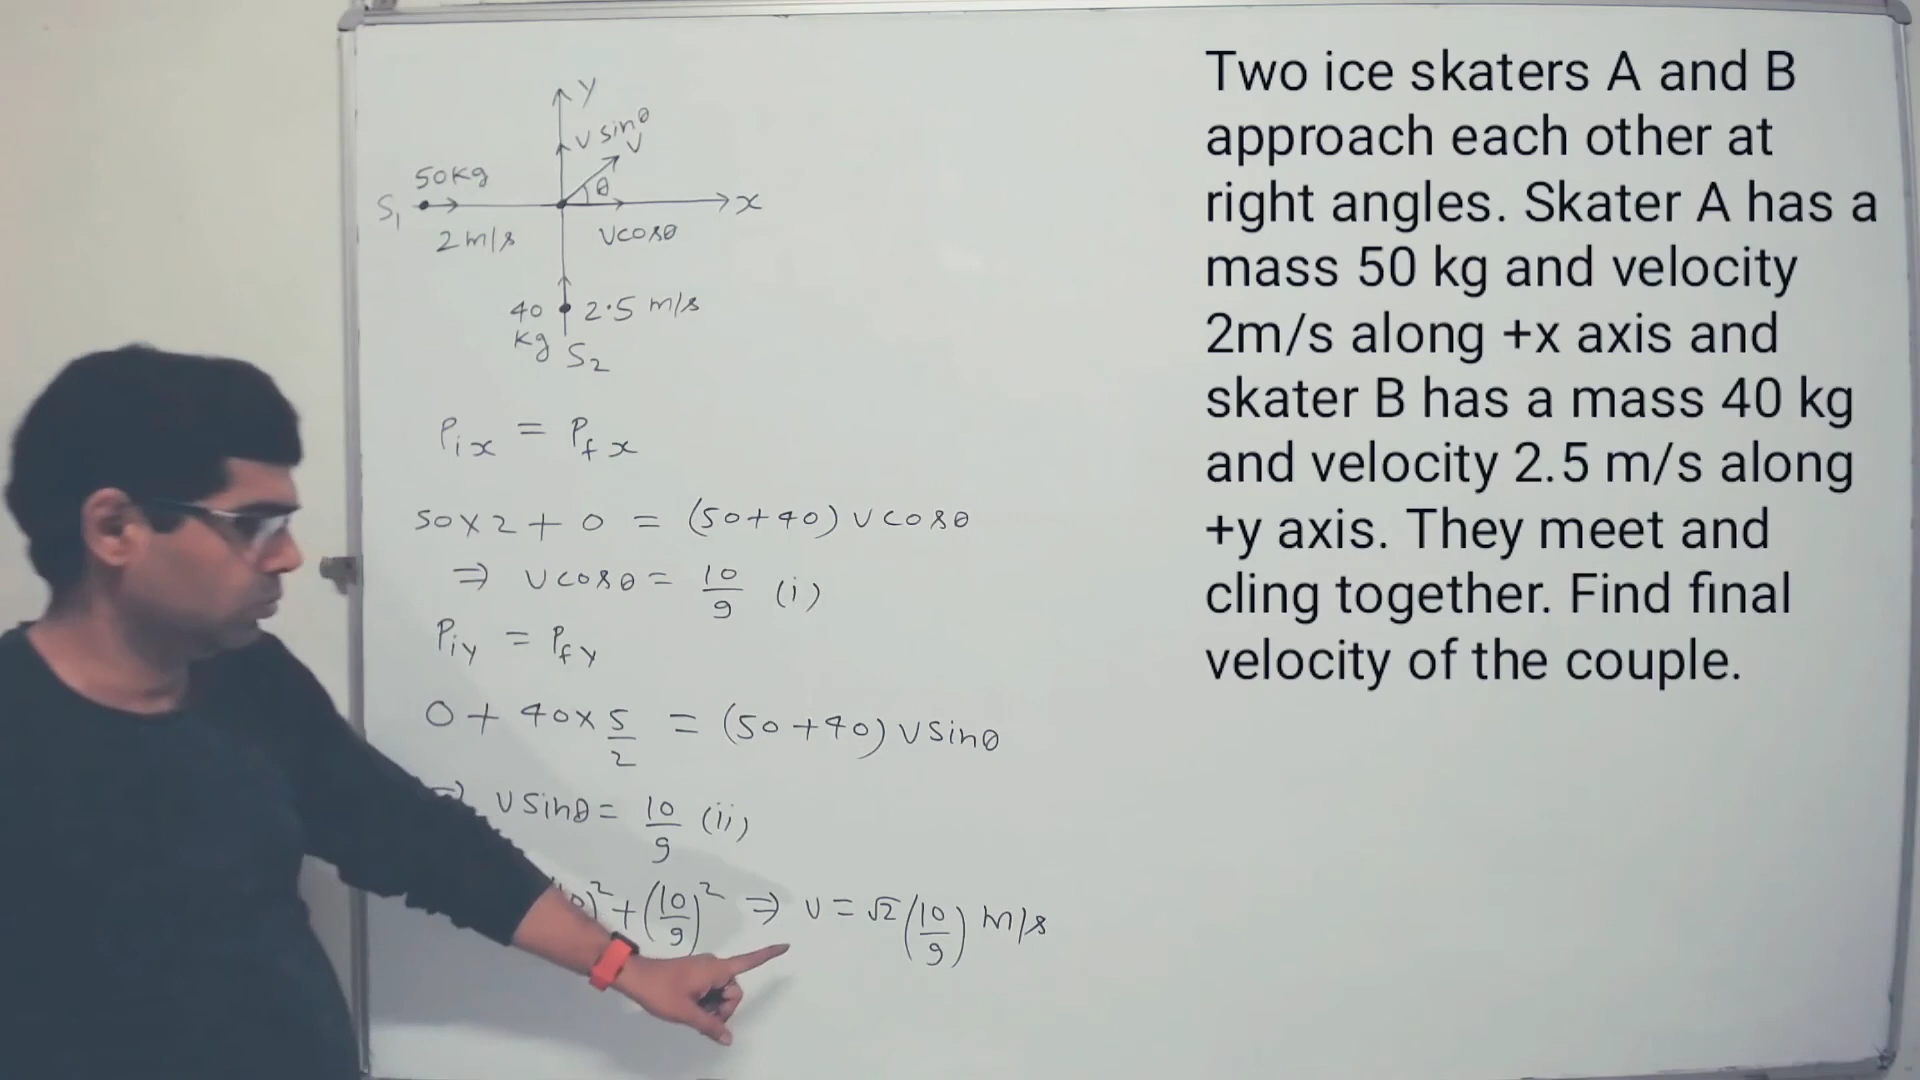 Two ice skaters A and B
approach each other at
right angles. Skater A has a
mass 50 kg and velocity
2m/s along +x axis and
skater B has a mass 40 kg
and velocity 2.5 m/s along
+y axis. They meet and
cling together. Find final
velocity of the couple.
y
v sinθ
v
50kg
θ
S₁
x
2 m/s
vcosθ
40 kg
2.5 m/s
S₂
Pix = Pfx
50×2 + 0 = (50+40) v cosθ
⇒ v cosθ = 10/9 (i)
Piy = Pfy
0 + 40× 5/2 = (50+40) v sinθ
⇒ v sinθ = 10/9 (ii)
)² + (10/9)² ⇒ v = √2 (10/9) m/s